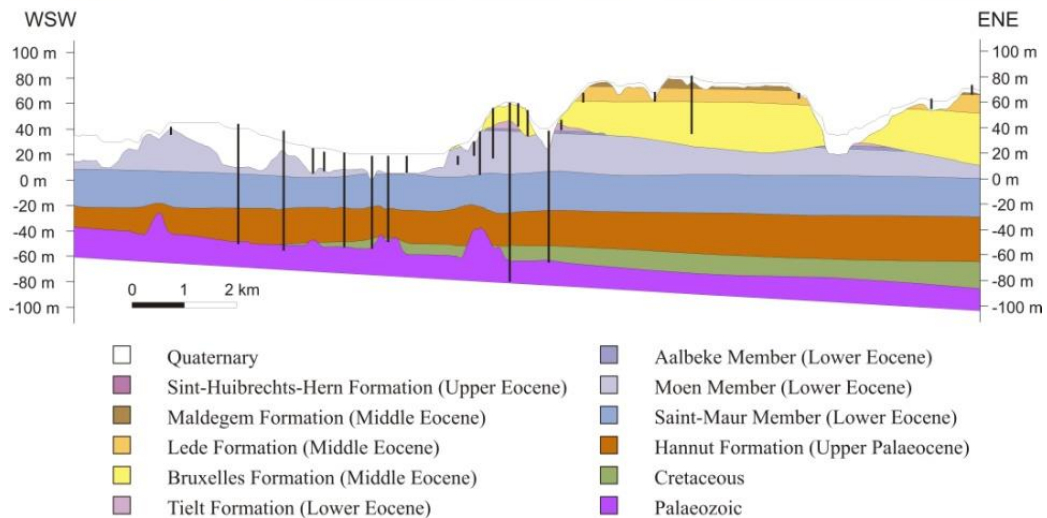 WSW
ENE
100 m
80 m
60 m
40 m
20 m
0 m
-20 m
-40 m
-60 m
-80 m
-100 m
100 m
80 m
60 m
40 m
20 m
0 m
-20 m
-40 m
-60 m
-80 m
-100 m
0 1 2 km
Quaternary
Sint-Huibrechts-Hern Formation (Upper Eocene)
Maldegem Formation (Middle Eocene)
Lede Formation (Middle Eocene)
Bruxelles Formation (Middle Eocene)
Tielt Formation (Lower Eocene)
Aalbeke Member (Lower Eocene)
Moen Member (Lower Eocene)
Saint-Maur Member (Lower Eocene)
Hannut Formation (Upper Palaeocene)
Cretaceous
Palaeozoic